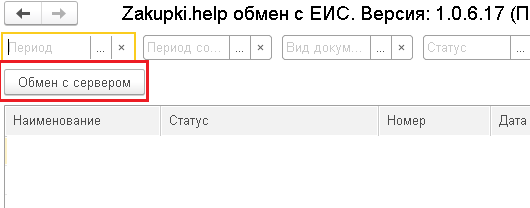 Zakupki.help обмен с ЕИС. Версия: 1.0.6.17 (П
Период ... × Период со... ... × Вид докум... ... × Статус ...
Обмен с сервером
Наименование Статус Номер Дата